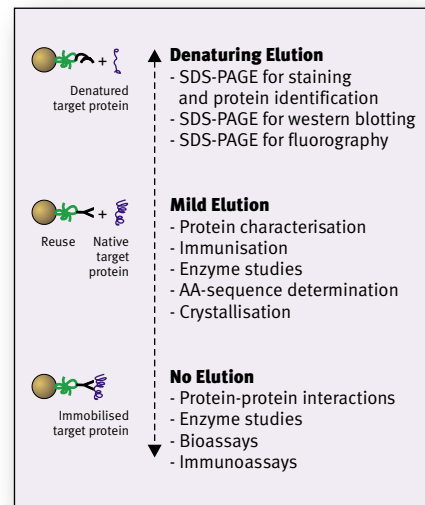 Denaturing Elution
- SDS-PAGE for staining
and protein identification
- SDS-PAGE for western blotting
- SDS-PAGE for fluorography
+
Denatured
target protein
Mild Elution
- Protein characterisation
- Immunisation
- Enzyme studies
- AA-sequence determination
- Crystallisation
+
Reuse
Native
target
protein
No Elution
- Protein-protein interactions
- Enzyme studies
- Bioassays
- Immunoassays
Immobilised
target protein